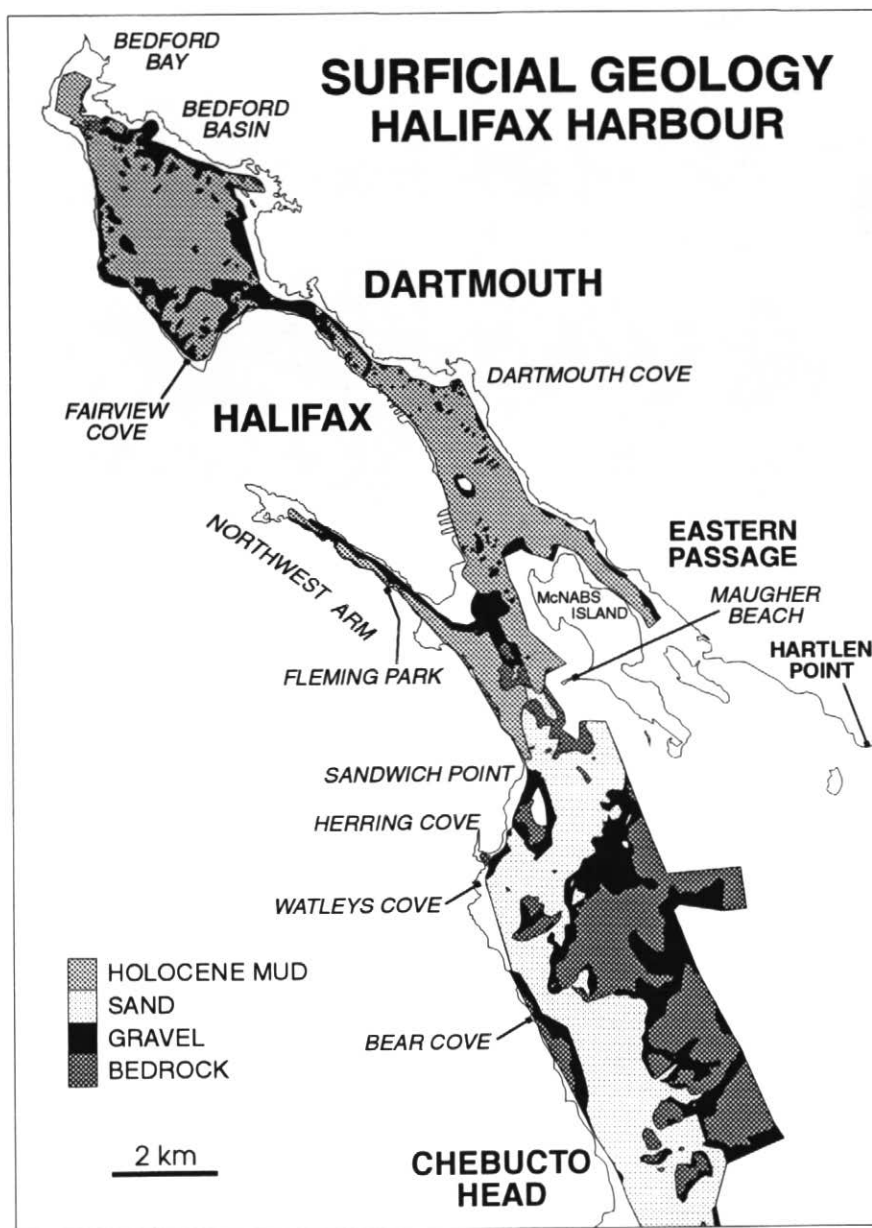 BEDFORD
BAY
SURFICIAL GEOLOGY
HALIFAX HARBOUR
BEDFORD
BASIN
DARTMOUTH
DARTMOUTH COVE
FAIRVIEW
COVE
HALIFAX
NORTHWEST ARM
EASTERN
PASSAGE
McNABS
ISLAND
MAUGHER
BEACH
HARTLEN
POINT
FLEMING PARK
SANDWICH POINT
HERRING COVE
WATLEYS COVE
HOLOCENE MUD
SAND
GRAVEL
BEDROCK
BEAR COVE
2 km
CHEBUCTO
HEAD